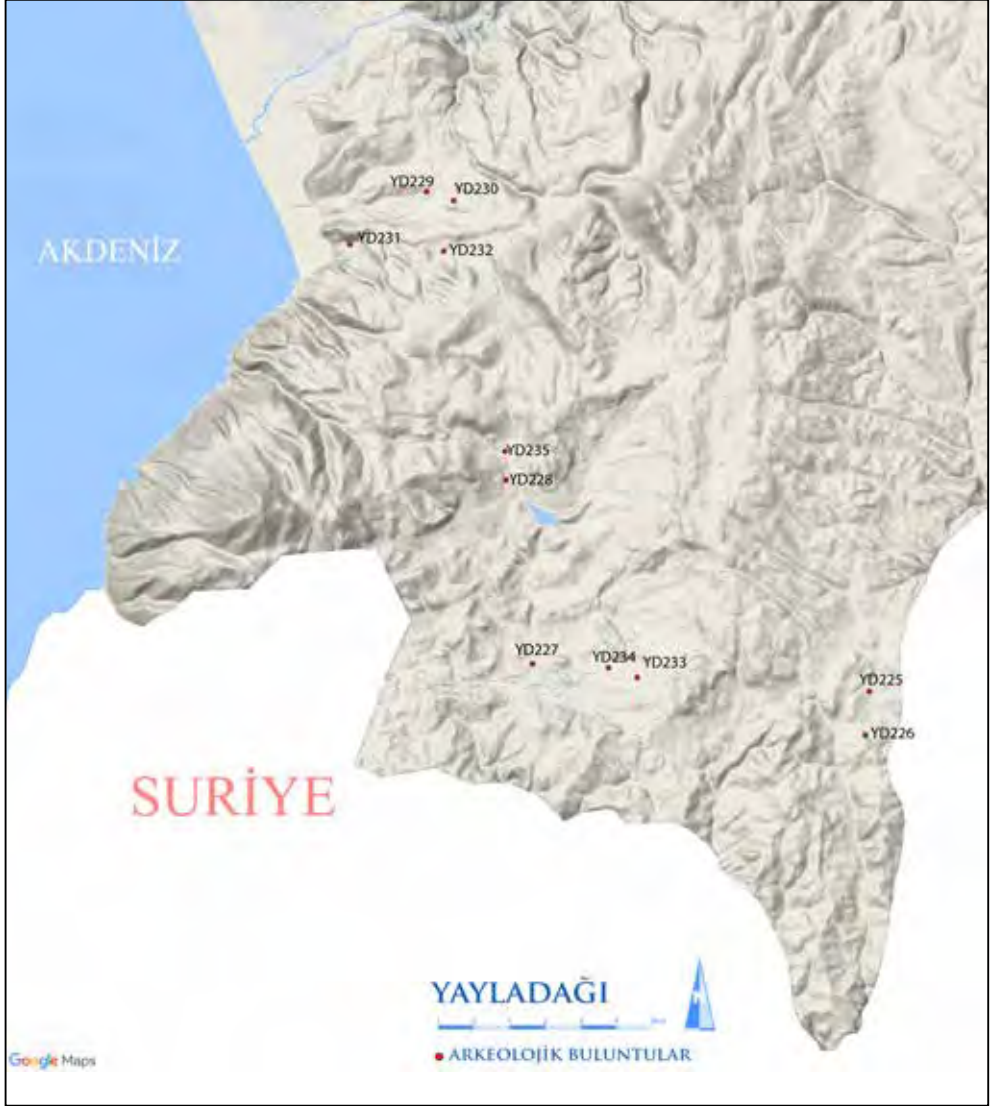 YD229
YD230
AKDENİZ
YD231
YD232
YD235
YD228
YD227
YD234
YD233
YD225
YD226
SURİYE
YAYLADAĞI
ARKEOLOJİK BULUNTULAR
Google Maps